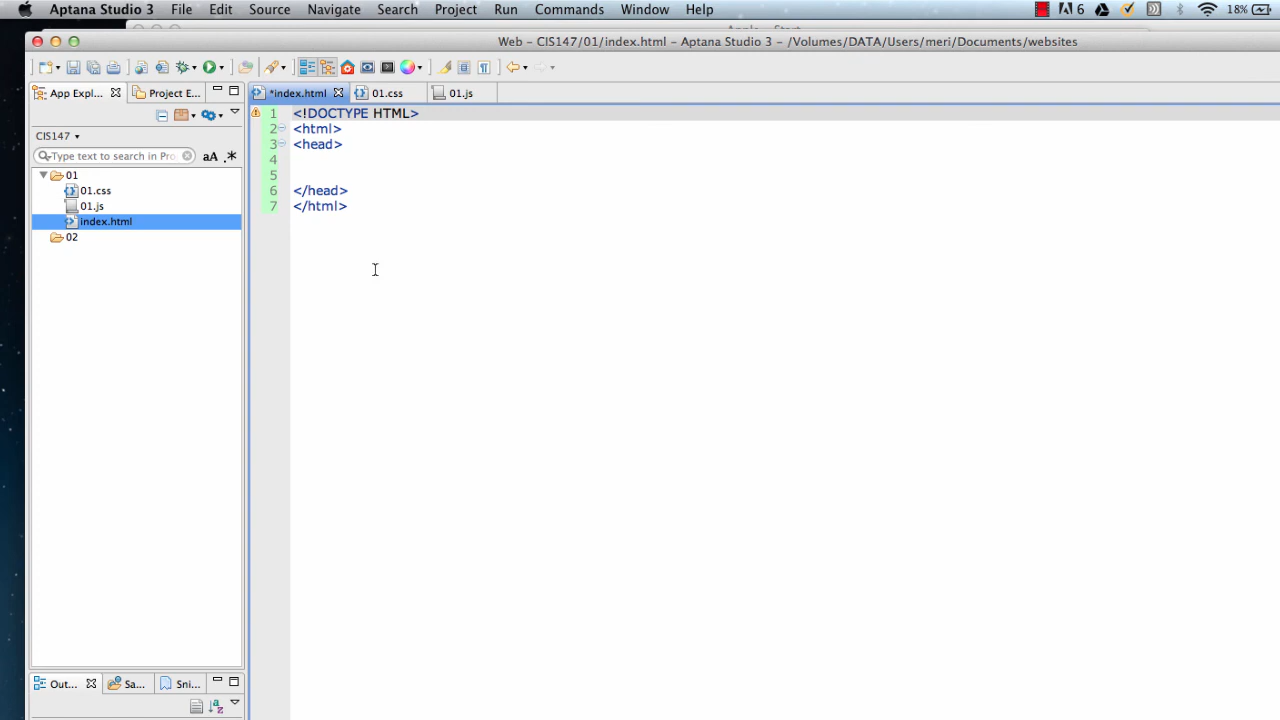 Aptana Studio 3 File Edit Source Navigate Search Project Run Commands Window Help 6 18%
Web - CIS147/01/index.html - Aptana Studio 3 - /Volumes/DATA/Users/meri/Documents/websites
App Expl... Project E... *index.html 01.css 01.js
CIS147
Type text to search in Pro aA .*
01
01.css
01.js
index.html
02
1 <!DOCTYPE HTML>
2 <html>
3 <head>
4
5
6 </head>
7 </html>
Out... Sa... Sni...